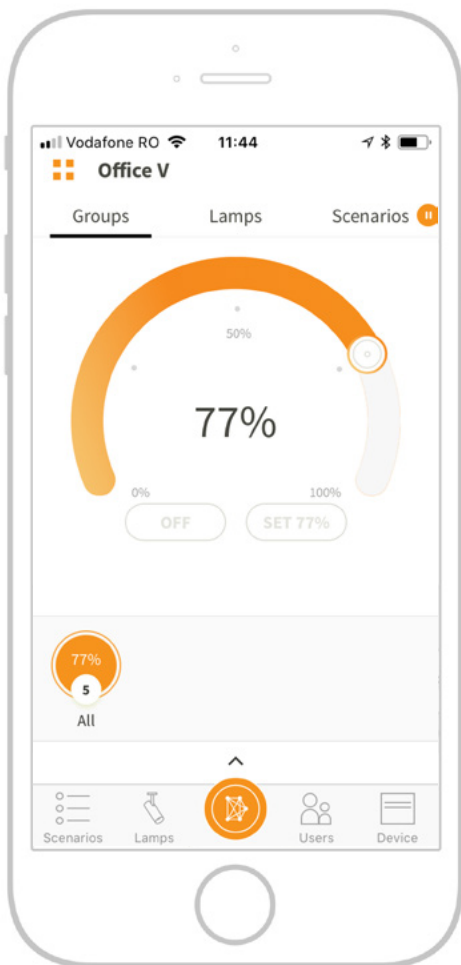 Vodafone RO 11:44
Office V
Groups Lamps Scenarios
50%
77%
0% 100%
OFF SET 77%
77%
5
All
Scenarios Lamps Users Device